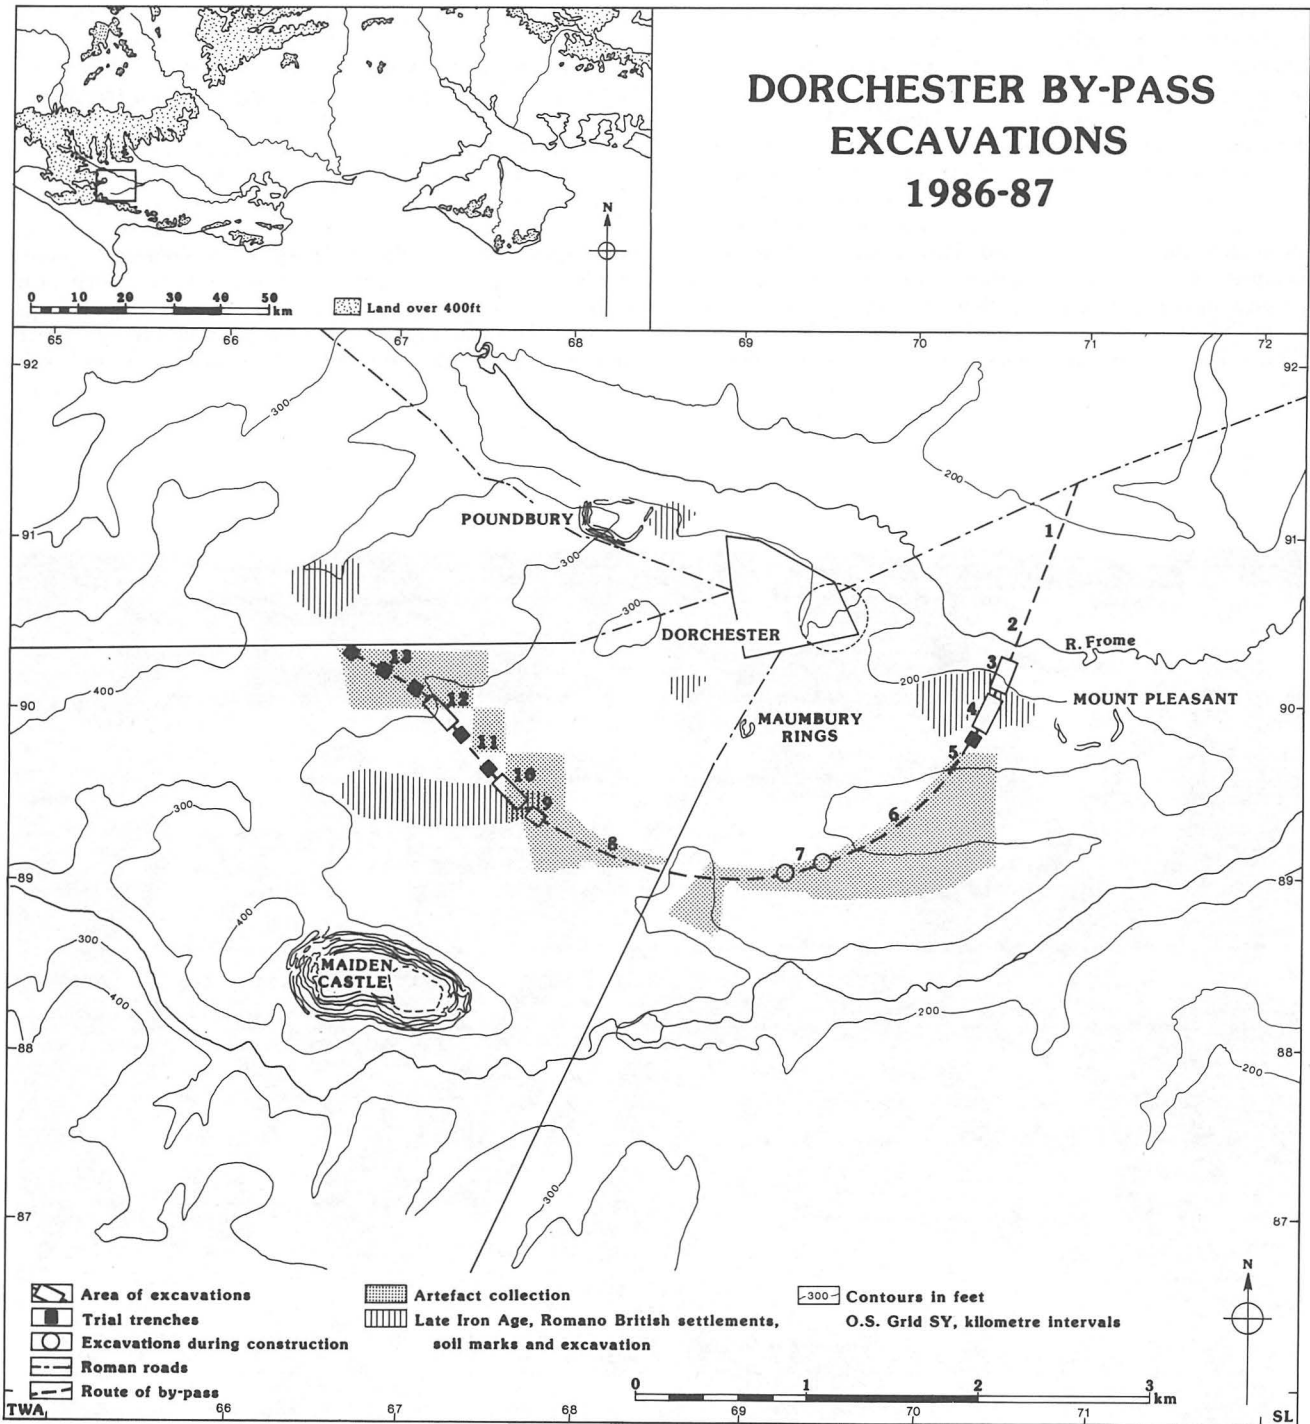 DORCHESTER BY-PASS
EXCAVATIONS
1986-87
N
0 10 20 30 40 50
km
Land over 400ft
65 66 67 68 69 70 71 72
92 92
300
200
POUNDBURY
1
91 91
300
300
2
DORCHESTER
R. Frome
13
3
200
400
12
MOUNT PLEASANT
90 90
4
MAUMBURY
RINGS
11
5
10
300
9
6
8
7
89 89
400
300
MAIDEN
CASTLE
400
200
88 88
200
300
87 87
Area of excavations
Trial trenches
Excavations during construction
Roman roads
Route of by-pass
Artefact collection
Late Iron Age, Romano British settlements,
soil marks and excavation
300 Contours in feet
O.S. Grid SY, kilometre intervals
N
0 1 2 3
km
TWA 66 67 68 69 70 71 SL